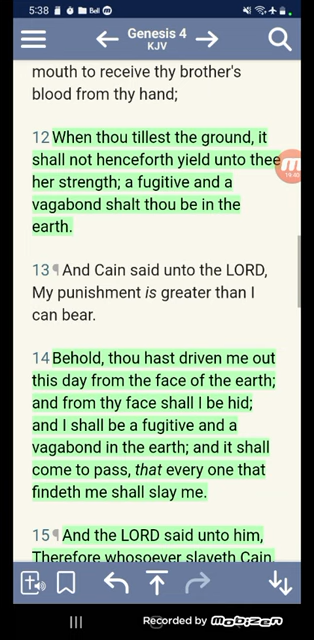 5:38 Bell
Genesis 4
KJV
mouth to receive thy brother's
blood from thy hand;
12 When thou tillest the ground, it
shall not henceforth yield unto thee
her strength; a fugitive and a
vagabond shalt thou be in the
earth.
13 ¶ And Cain said unto the LORD,
My punishment is greater than I
can bear.
14 Behold, thou hast driven me out
this day from the face of the earth;
and from thy face shall I be hid;
and I shall be a fugitive and a
vagabond in the earth; and it shall
come to pass, that every one that
findeth me shall slay me.
15 ¶ And the LORD said unto him,
Therefore whosoever slayeth Cain,
Recorded by Mobizen